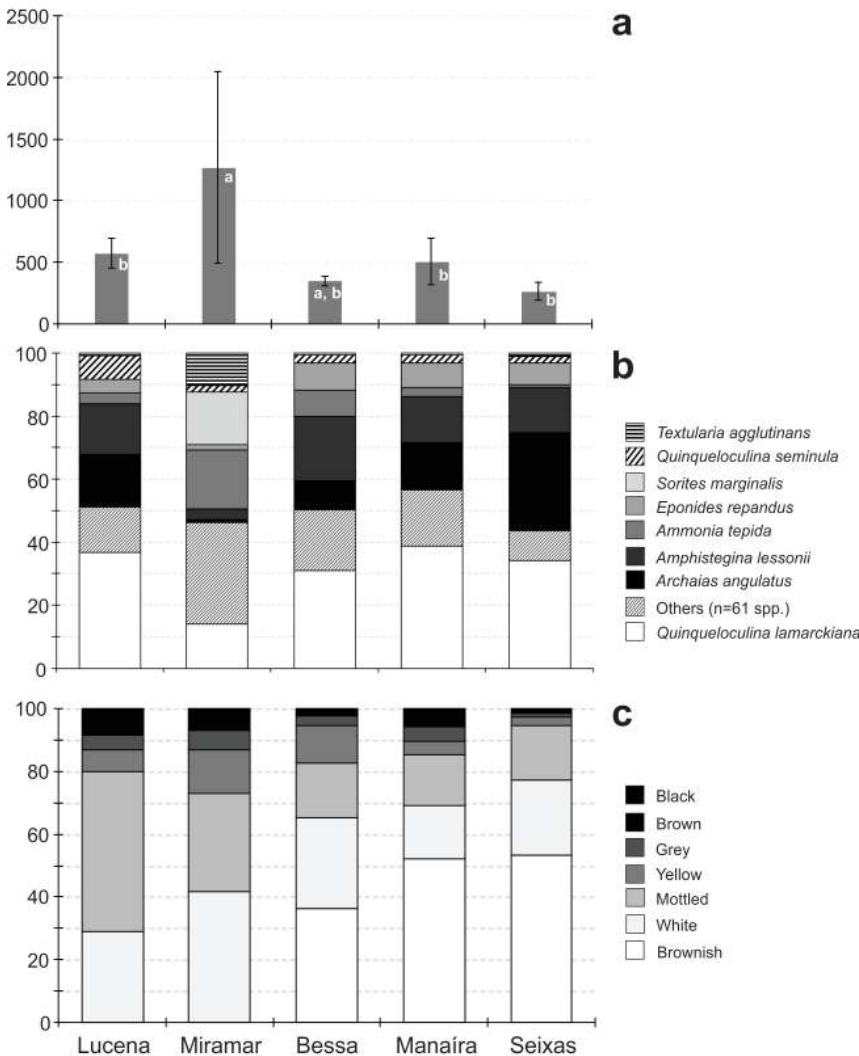 a
2500
2000
1500
1000
500
0
b
a
a, b
b
b
b
100
80
60
40
20
0
Textularia agglutinans
Quinqueloculina seminula
Sorites marginalis
Eponides repandus
Ammonia tepida
Amphistegina lessonii
Archaias angulatus
Others (n=61 spp.)
Quinqueloculina lamarckiana
c
100
80
60
40
20
0
Black
Brown
Grey
Yellow
Mottled
White
Brownish
Lucena Miramar Bessa Manaíra Seixas